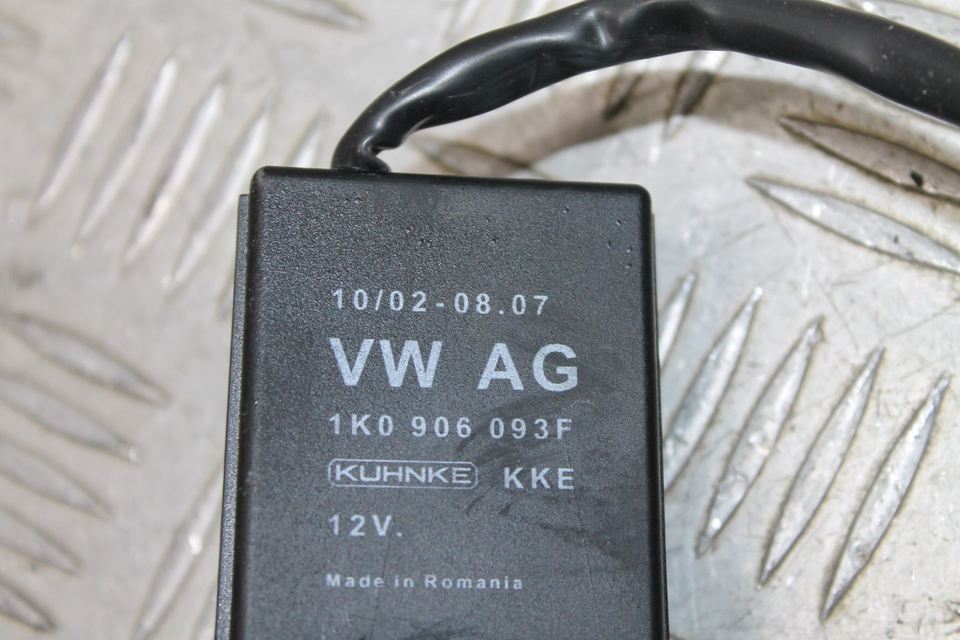 10/02-08.07
VW AG
1K0 906 093F
KUHNKE KKE
12V.
Made in Romania